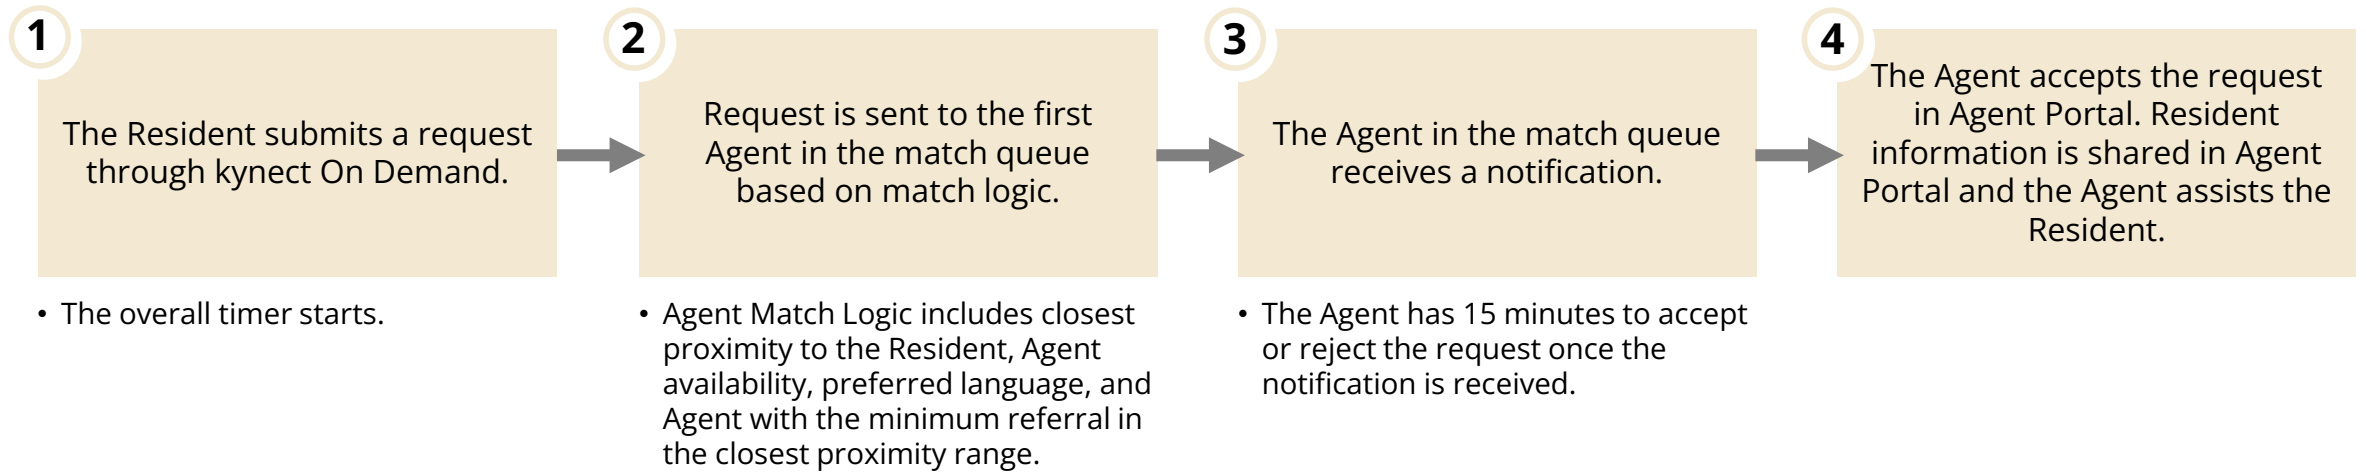 1
The Resident submits a request
through kynect On Demand.
• The overall timer starts.
2
Request is sent to the first
Agent in the match queue
based on match logic.
• Agent Match Logic includes closest
proximity to the Resident, Agent
availability, preferred language, and
Agent with the minimum referral in
the closest proximity range.
3
The Agent in the match queue
receives a notification.
• The Agent has 15 minutes to accept
or reject the request once the
notification is received.
4
The Agent accepts the request
in Agent Portal. Resident
information is shared in Agent
Portal and the Agent assists the
Resident.